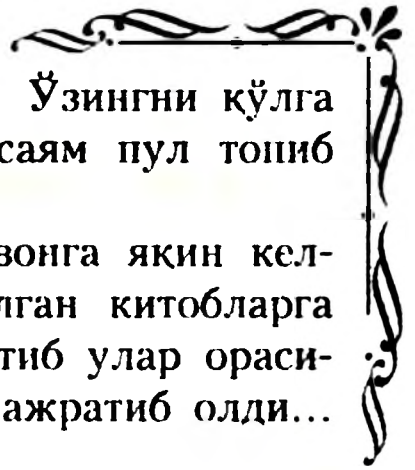 Ўзингни қўлга
саям пул топиб
вонга яқин кел-
лган китобларга
тиб улар ораси-
ажратиб олди...